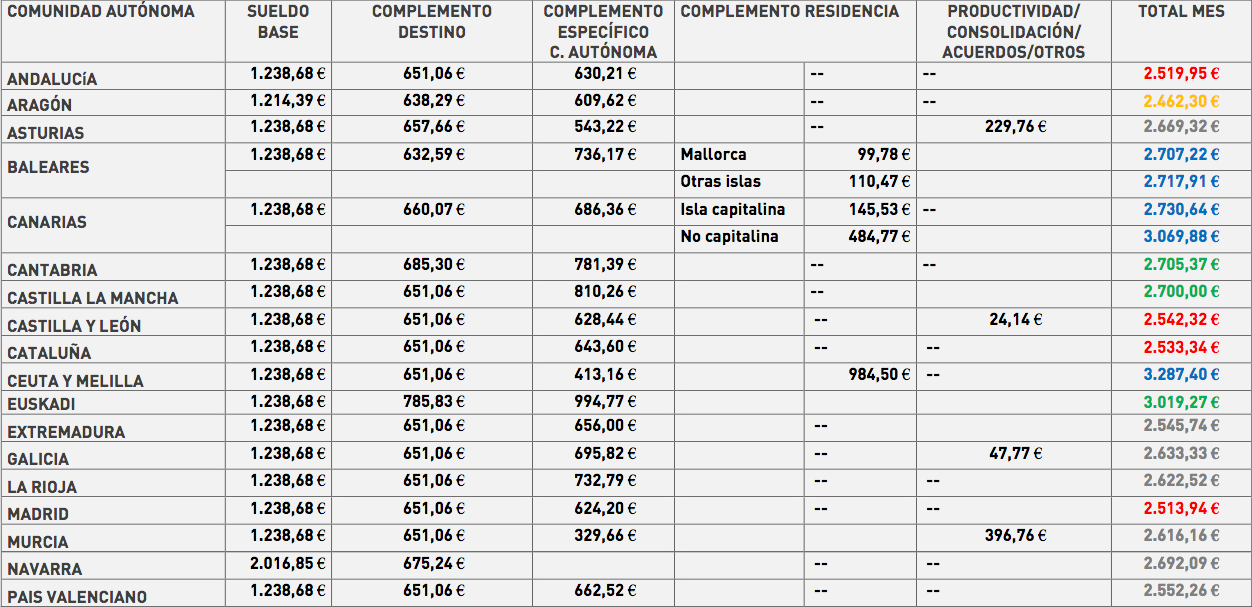 COMUNIDAD AUTÓNOMA SUELDO BASE COMPLEMENTO DESTINO COMPLEMENTO ESPECÍFICO C. AUTÓNOMA COMPLEMENTO RESIDENCIA PRODUCTIVIDAD/ CONSOLIDACIÓN/ ACUERDOS/OTROS TOTAL MES
ANDALUCíA 1.238,68 € 651,06 € 630,21 € -- -- 2.519,95 €
ARAGÓN 1.214,39 € 638,29 € 609,62 € -- -- 2.462,30 €
ASTURIAS 1.238,68 € 657,66 € 543,22 € -- 229,76 € 2.669,32 €
BALEARES 1.238,68 € 632,59 € 736,17 € Mallorca 99,78 € 2.707,22 €
Otras islas 110,47 € 2.717,91 €
CANARIAS 1.238,68 € 660,07 € 686,36 € Isla capitalina 145,53 € -- 2.730,64 €
No capitalina 484,77 € 3.069,88 €
CANTABRIA 1.238,68 € 685,30 € 781,39 € -- -- 2.705,37 €
CASTILLA LA MANCHA 1.238,68 € 651,06 € 810,26 € -- 2.700,00 €
CASTILLA Y LEÓN 1.238,68 € 651,06 € 628,44 € -- 24,14 € 2.542,32 €
CATALUÑA 1.238,68 € 651,06 € 643,60 € -- -- 2.533,34 €
CEUTA Y MELILLA 1.238,68 € 651,06 € 413,16 € 984,50 € -- 3.287,40 €
EUSKADI 1.238,68 € 785,83 € 994,77 € 3.019,27 €
EXTREMADURA 1.238,68 € 651,06 € 656,00 € -- 2.545,74 €
GALICIA 1.238,68 € 651,06 € 695,82 € -- 47,77 € 2.633,33 €
LA RIOJA 1.238,68 € 651,06 € 732,79 € -- -- 2.622,52 €
MADRID 1.238,68 € 651,06 € 624,20 € -- -- 2.513,94 €
MURCIA 1.238,68 € 651,06 € 329,66 € 396,76 € 2.616,16 €
NAVARRA 2.016,85 € 675,24 € -- -- 2.692,09 €
PAIS VALENCIANO 1.238,68 € 651,06 € 662,52 € -- -- 2.552,26 €